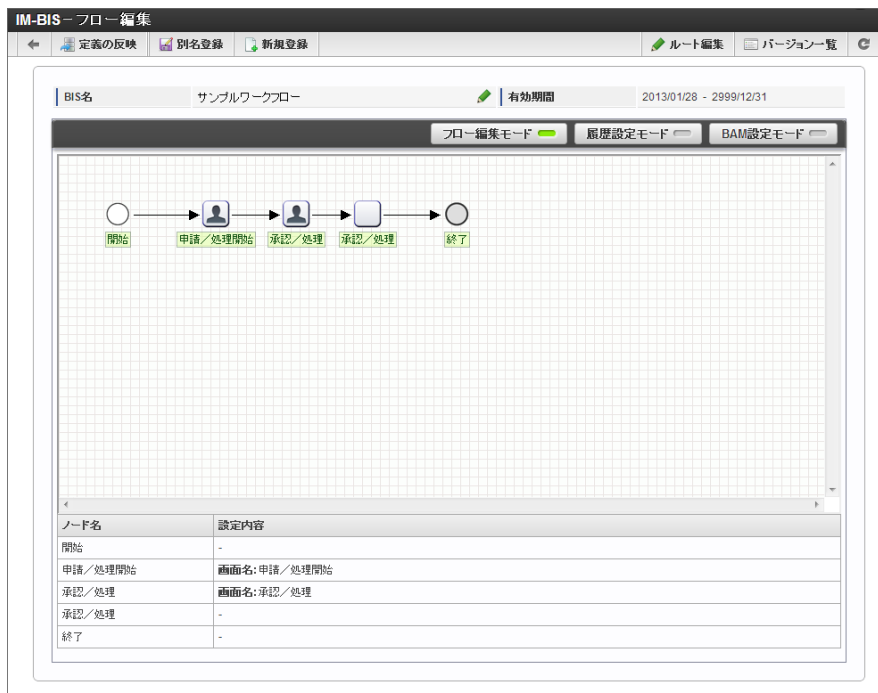 IM-BIS－フロー編集
定義の反映 別名登録 新規登録 ルート編集 バージョン一覧
BIS名 サンプルワークフロー 有効期間 2013/01/28 - 2999/12/31
フロー編集モード 履歴設定モード BAM設定モード
開始 申請／処理開始 承認／処理 承認／処理 終了
ノード名 設定内容
開始 -
申請／処理開始 画面名:申請／処理開始
承認／処理 画面名:承認／処理
承認／処理 -
終了 -